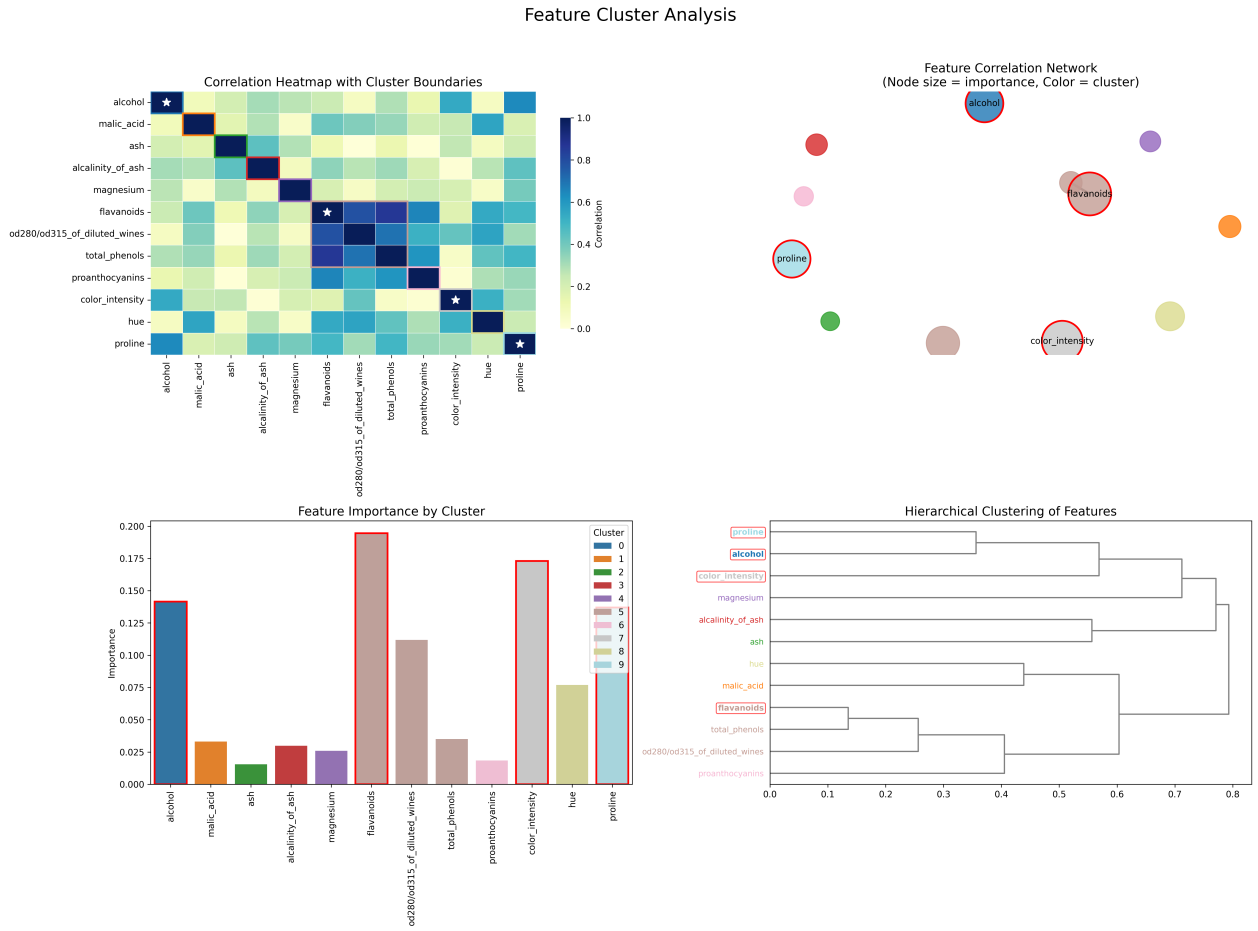 Feature Cluster Analysis
Correlation Heatmap with Cluster Boundaries
alcohol
malic_acid
ash
alcalinity_of_ash
magnesium
flavanoids
od280/od315_of_diluted_wines
total_phenols
proanthocyanins
color_intensity
hue
proline
alcohol
malic_acid
ash
alcalinity_of_ash
magnesium
flavanoids
od280/od315_of_diluted_wines
total_phenols
proanthocyanins
color_intensity
hue
proline
1.0
0.8
0.6
0.4
0.2
0.0
Correlation
Feature Correlation Network
(Node size = importance, Color = cluster)
alcohol
flavanoids
proline
color_intensity
Feature Importance by Cluster
Importance
0.200
0.175
0.150
0.125
0.100
0.075
0.050
0.025
0.000
alcohol
malic_acid
ash
alcalinity_of_ash
magnesium
flavanoids
od280/od315_of_diluted_wines
total_phenols
proanthocyanins
color_intensity
hue
proline
Cluster
0
1
2
3
4
5
6
7
8
9
Hierarchical Clustering of Features
proline
alcohol
color_intensity
magnesium
alcalinity_of_ash
ash
hue
malic_acid
flavanoids
total_phenols
od280/od315_of_diluted_wines
proanthocyanins
0.0
0.1
0.2
0.3
0.4
0.5
0.6
0.7
0.8